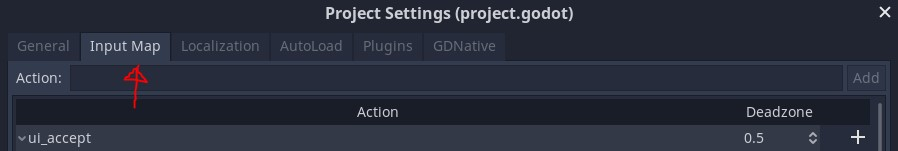 Project Settings (project.godot)
General Input Map Localization AutoLoad Plugins GDNative
Action: Add
Action Deadzone
ui_accept 0.5